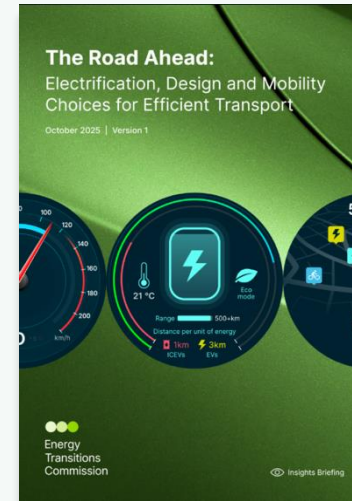 The Road Ahead:
Electrification, Design and Mobility
Choices for Efficient Transport
October 2025 | Version 1
100
120
140
160
180
200
km/h
0
21 °C
Eco
mode
Range
500+km
Distance per unit of energy
1km
3km
ICEVs
EVs
5
Energy
Transitions
Commission
Insights Briefing